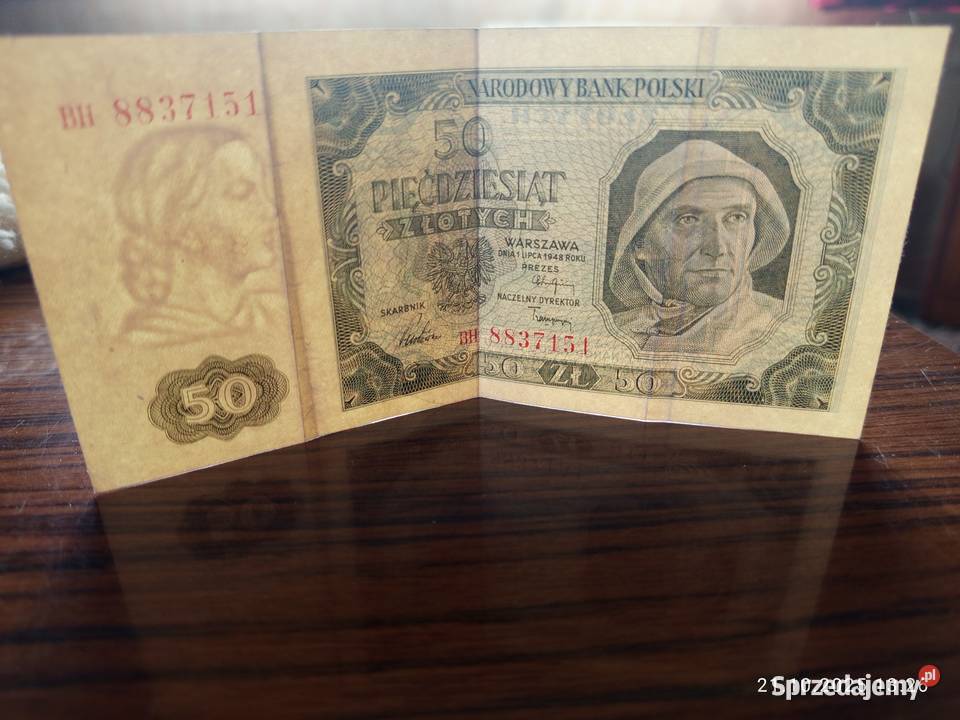 BH 8837151
NARODOWY BANK POLSKI
50
PIĘĆDZIESIĄT
ZŁOTYCH
WARSZAWA
DNIA 1 LIPCA 1948 ROKU
PREZES
NACZELNY DYREKTOR
SKARBNIK
BH 8837151
50 ZŁ 50
50
Sprzedajemy.pl